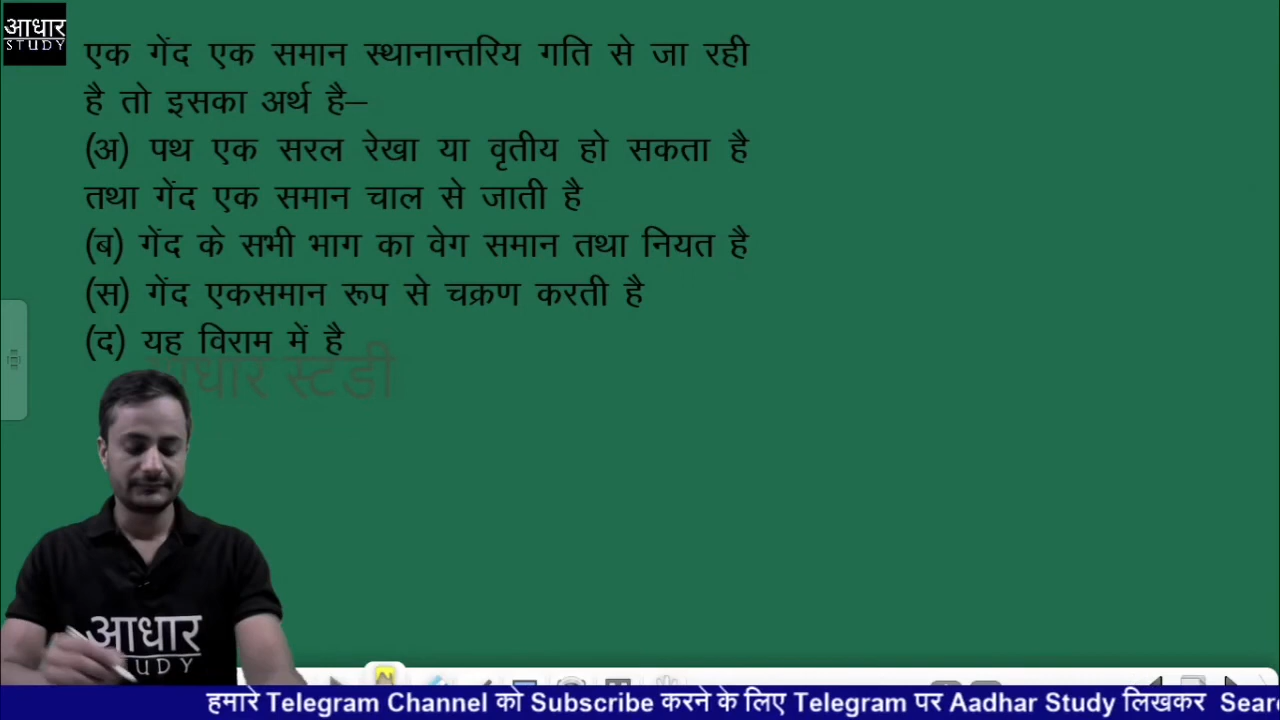 आधार
STUDY
एक गेंद एक समान स्थानान्तरिय गति से जा रही
है तो इसका अर्थ है–
(अ) पथ एक सरल रेखा या वृतीय हो सकता है
तथा गेंद एक समान चाल से जाती है
(ब) गेंद के सभी भाग का वेग समान तथा नियत है
(स) गेंद एकसमान रूप से चक्रण करती है
(द) यह विराम में है
आधार स्टडी
आधार
STUDY
हमारे Telegram Channel को Subscribe करने के लिए Telegram पर Aadhar Study लिखकर Sear